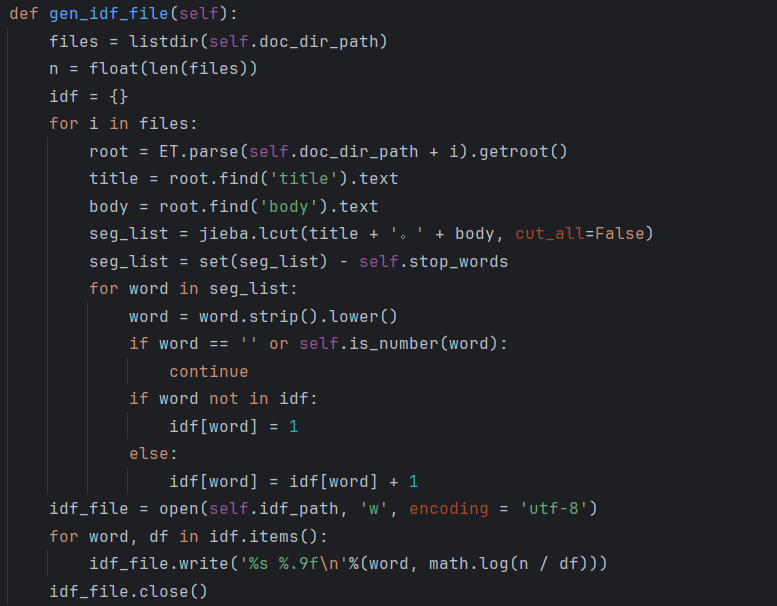 def gen_idf_file(self):
    files = listdir(self.doc_dir_path)
    n = float(len(files))
    idf = {}
    for i in files:
        root = ET.parse(self.doc_dir_path + i).getroot()
        title = root.find('title').text
        body = root.find('body').text
        seg_list = jieba.lcut(title + '。' + body, cut_all=False)
        seg_list = set(seg_list) - self.stop_words
        for word in seg_list:
            word = word.strip().lower()
            if word == '' or self.is_number(word):
                continue
            if word not in idf:
                idf[word] = 1
            else:
                idf[word] = idf[word] + 1
    idf_file = open(self.idf_path, 'w', encoding = 'utf-8')
    for word, df in idf.items():
        idf_file.write('%s %.9f\n'%(word, math.log(n / df)))
    idf_file.close()